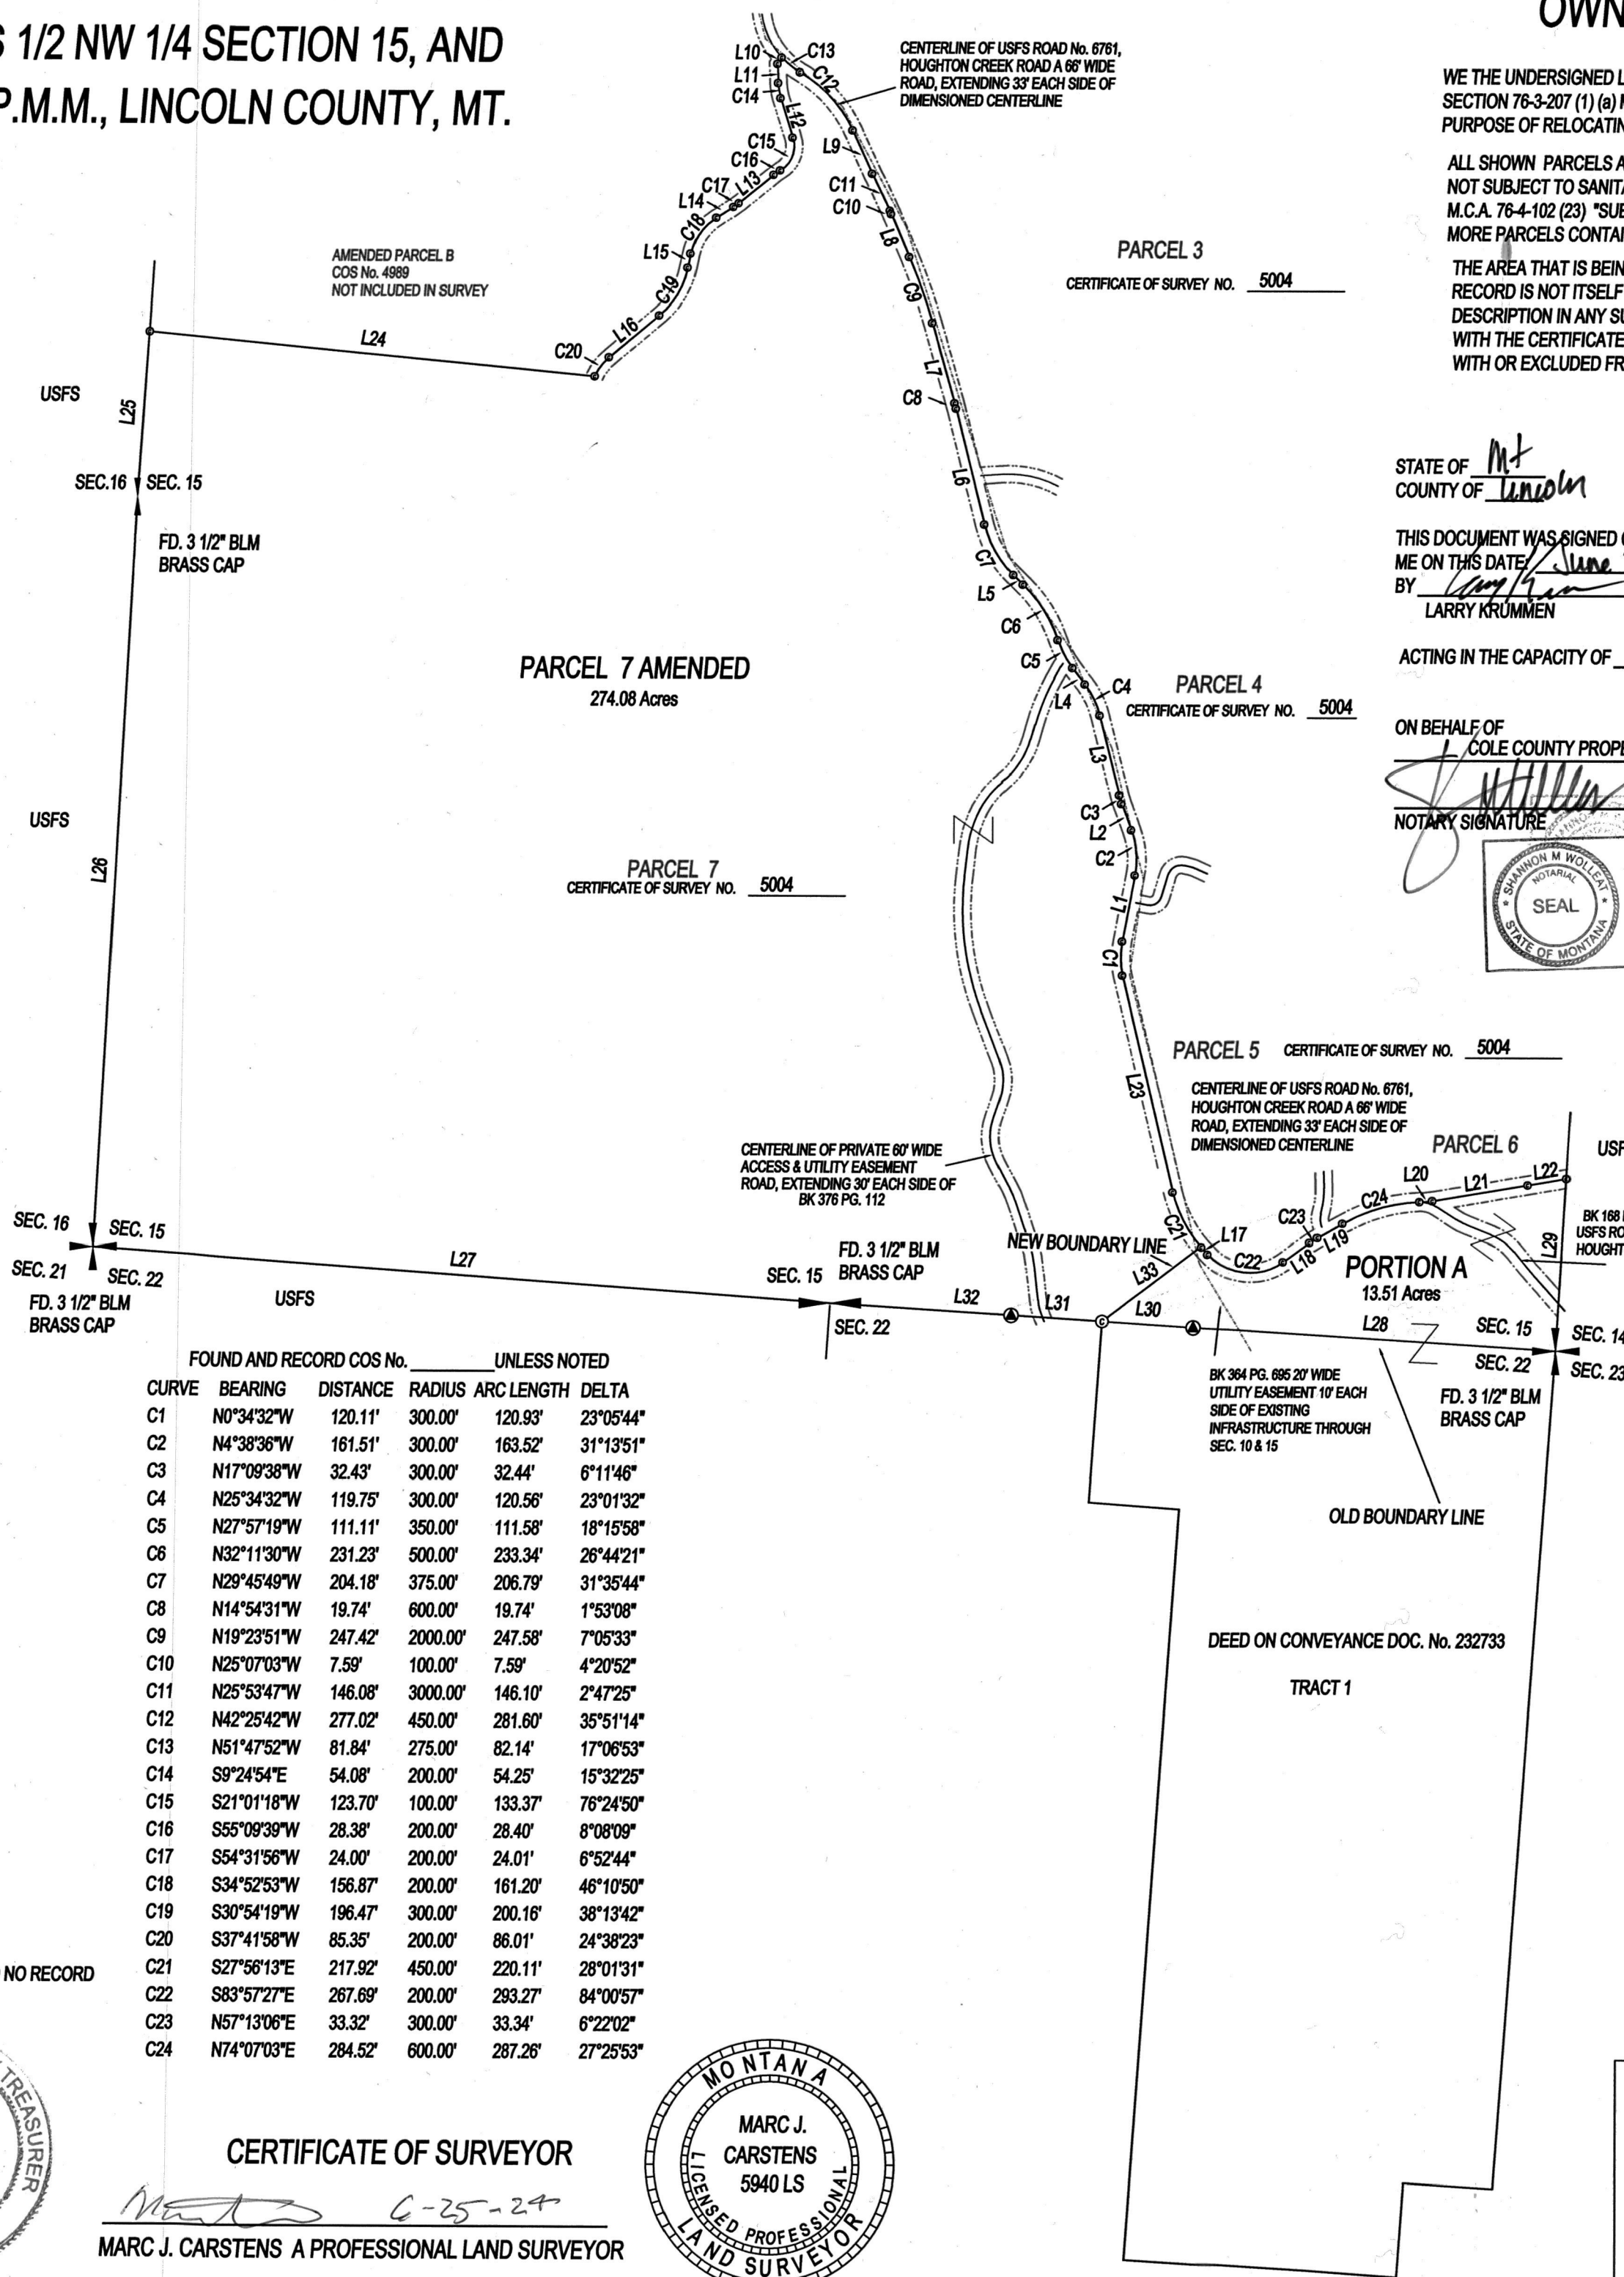 S 1/2 NW 1/4 SECTION 15, AND
P.M.M., LINCOLN COUNTY, MT.
OWN
WE THE UNDERSIGNED L
SECTION 76-3-207 (1) (a)
PURPOSE OF RELOCATIN
ALL SHOWN PARCELS A
NOT SUBJECT TO SANITA
M.C.A. 76-4-102 (23) "SUB
MORE PARCELS CONTAI
THE AREA THAT IS BEIN
RECORD IS NOT ITSELF
DESCRIPTION IN ANY SU
WITH THE CERTIFICATE
WITH OR EXCLUDED FR
STATE OF Mt
COUNTY OF Lincoln
THIS DOCUMENT WAS SIGNED
ME ON THIS DATE: June
BY
LARRY KRUMMEN
ACTING IN THE CAPACITY OF
ON BEHALF OF
COLE COUNTY PROPE
NOTARY SIGNATURE
SHANNON M WOLLEAT
NOTARIAL
SEAL
STATE OF MONTANA
L10
C13
L11
C14
C12
L12
C15
C16
L13
C17
L14
C18
L15
C19
L16
C20
L9
C11
C10
L8
C9
L7
C8
L6
C7
L5
C6
C5
L4
C4
L3
C3
L2
C2
L1
C1
L23
C21
CENTERLINE OF USFS ROAD No. 6761,
HOUGHTON CREEK ROAD A 66' WIDE
ROAD, EXTENDING 33' EACH SIDE OF
DIMENSIONED CENTERLINE
AMENDED PARCEL B
COS No. 4989
NOT INCLUDED IN SURVEY
PARCEL 3
CERTIFICATE OF SURVEY NO. 5004
L24
USFS
L25
SEC.16 SEC. 15
FD. 3 1/2" BLM
BRASS CAP
PARCEL 7 AMENDED
274.08 Acres
PARCEL 4
CERTIFICATE OF SURVEY NO. 5004
USFS
L26
PARCEL 7
CERTIFICATE OF SURVEY NO. 5004
PARCEL 5 CERTIFICATE OF SURVEY NO. 5004
CENTERLINE OF USFS ROAD No. 6761,
HOUGHTON CREEK ROAD A 66' WIDE
ROAD, EXTENDING 33' EACH SIDE OF
DIMENSIONED CENTERLINE
PARCEL 6
USF
CENTERLINE OF PRIVATE 60' WIDE
ACCESS & UTILITY EASEMENT
ROAD, EXTENDING 30' EACH SIDE OF
BK 376 PG. 112
L20
L21
L22
C24
C23
L19
L18
C22
L17
L29
BK 168
USFS RO
HOUGHT
NEW BOUNDARY LINE
L33
PORTION A
13.51 Acres
SEC. 16 SEC. 15
SEC. 21 SEC. 22
FD. 3 1/2" BLM
BRASS CAP
L27
USFS
FD. 3 1/2" BLM
SEC. 15 BRASS CAP
SEC. 22
L32
L31
L30
L28
SEC. 15 SEC. 14
SEC. 22 SEC. 23
FD. 3 1/2" BLM
BRASS CAP
BK 364 PG. 695 20' WIDE
UTILITY EASEMENT 10' EACH
SIDE OF EXISTING
INFRASTRUCTURE THROUGH
SEC. 10 & 15
OLD BOUNDARY LINE
DEED ON CONVEYANCE DOC. No. 232733
TRACT 1
FOUND AND RECORD COS No. UNLESS NOTED
CURVE BEARING DISTANCE RADIUS ARC LENGTH DELTA
C1 N0°34'32"W 120.11' 300.00' 120.93' 23°05'44"
C2 N4°38'36"W 161.51' 300.00' 163.52' 31°13'51"
C3 N17°09'38"W 32.43' 300.00' 32.44' 6°11'46"
C4 N25°34'32"W 119.75' 300.00' 120.56' 23°01'32"
C5 N27°57'19"W 111.11' 350.00' 111.58' 18°15'58"
C6 N32°11'30"W 231.23' 500.00' 233.34' 26°44'21"
C7 N29°45'49"W 204.18' 375.00' 206.79' 31°35'44"
C8 N14°54'31"W 19.74' 600.00' 19.74' 1°53'08"
C9 N19°23'51"W 247.42' 2000.00' 247.58' 7°05'33"
C10 N25°07'03"W 7.59' 100.00' 7.59' 4°20'52"
C11 N25°53'47"W 146.08' 3000.00' 146.10' 2°47'25"
C12 N42°25'42"W 277.02' 450.00' 281.60' 35°51'14"
C13 N51°47'52"W 81.84' 275.00' 82.14' 17°06'53"
C14 S9°24'54"E 54.08' 200.00' 54.25' 15°32'25"
C15 S21°01'18"W 123.70' 100.00' 133.37' 76°24'50"
C16 S55°09'39"W 28.38' 200.00' 28.40' 8°08'09"
C17 S54°31'56"W 24.00' 200.00' 24.01' 6°52'44"
C18 S34°52'53"W 156.87' 200.00' 161.20' 46°10'50"
C19 S30°54'19"W 196.47' 300.00' 200.16' 38°13'42"
C20 S37°41'58"W 85.35' 200.00' 86.01' 24°38'23"
C21 S27°56'13"E 217.92' 450.00' 220.11' 28°01'31"
C22 S83°57'27"E 267.69' 200.00' 293.27' 84°00'57"
C23 N57°13'06"E 33.32' 300.00' 33.34' 6°22'02"
C24 N74°07'03"E 284.52' 600.00' 287.26' 27°25'53"
NO RECORD
TREASURER
CERTIFICATE OF SURVEYOR
6-25-24
MARC J. CARSTENS A PROFESSIONAL LAND SURVEYOR
MONTANA
MARC J.
CARSTENS
5940 LS
LICENSED PROFESSIONAL
LAND SURVEYOR